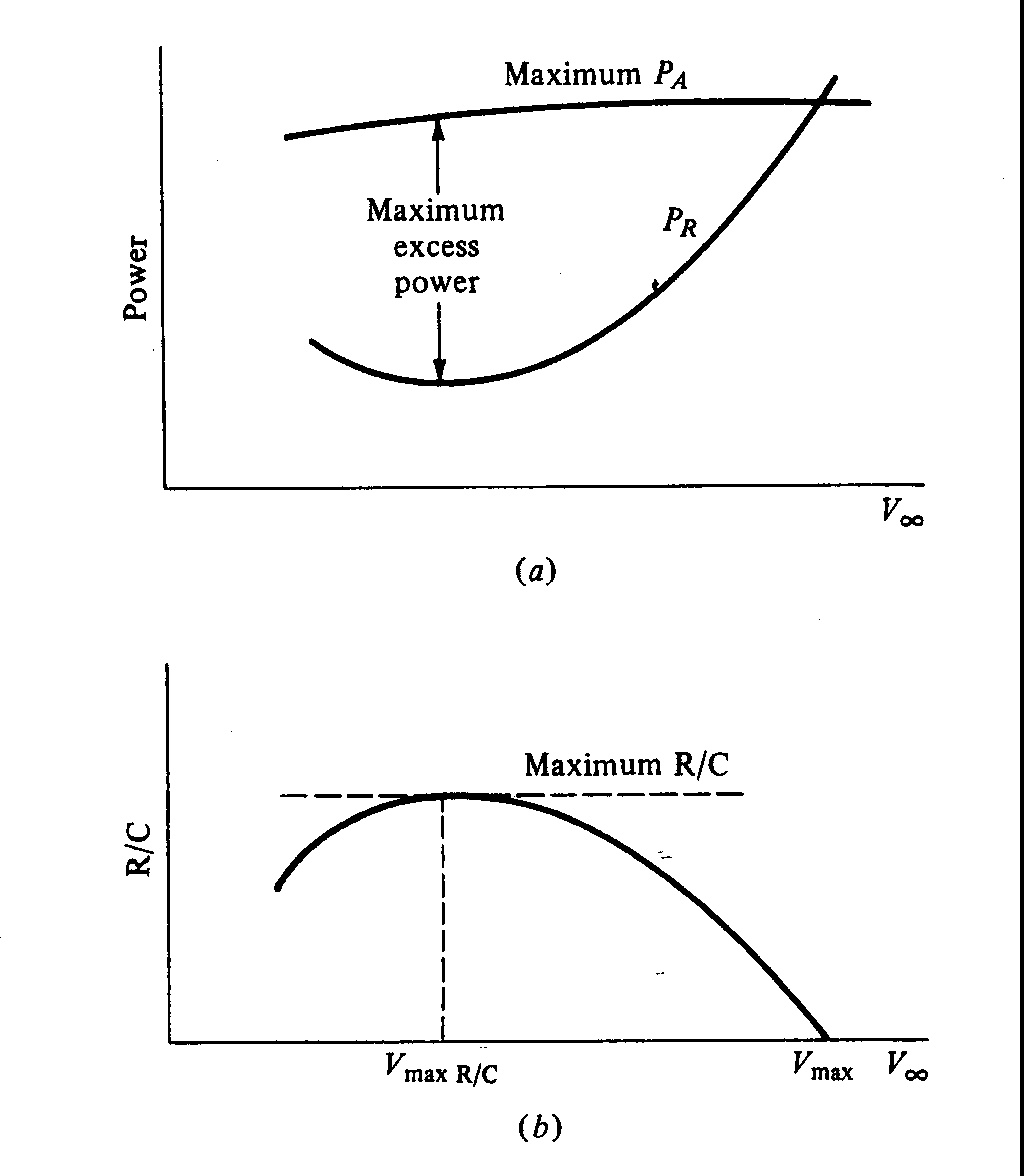 Maximum P_A
Maximum
excess
power
P_R
Power
V_∞
(a)
Maximum R/C
R/C
V_max R/C
V_max
V_∞
(b)